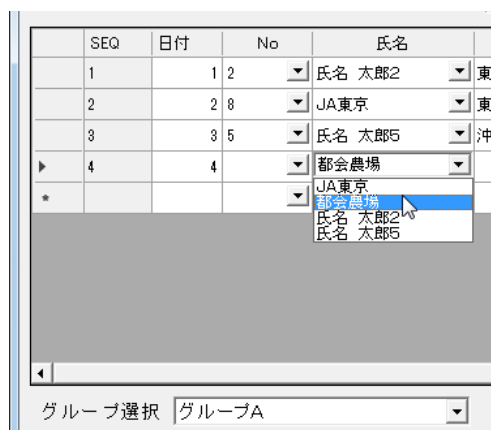 SEQ 日付 No 氏名
1 1 2 氏名 太郎2 東
2 2 8 JA東京 東
3 3 5 氏名 太郎5 沖
4 4 都会農場
*
JA東京
都会農場
氏名 太郎2
氏名 太郎5
グループ選択 グループA